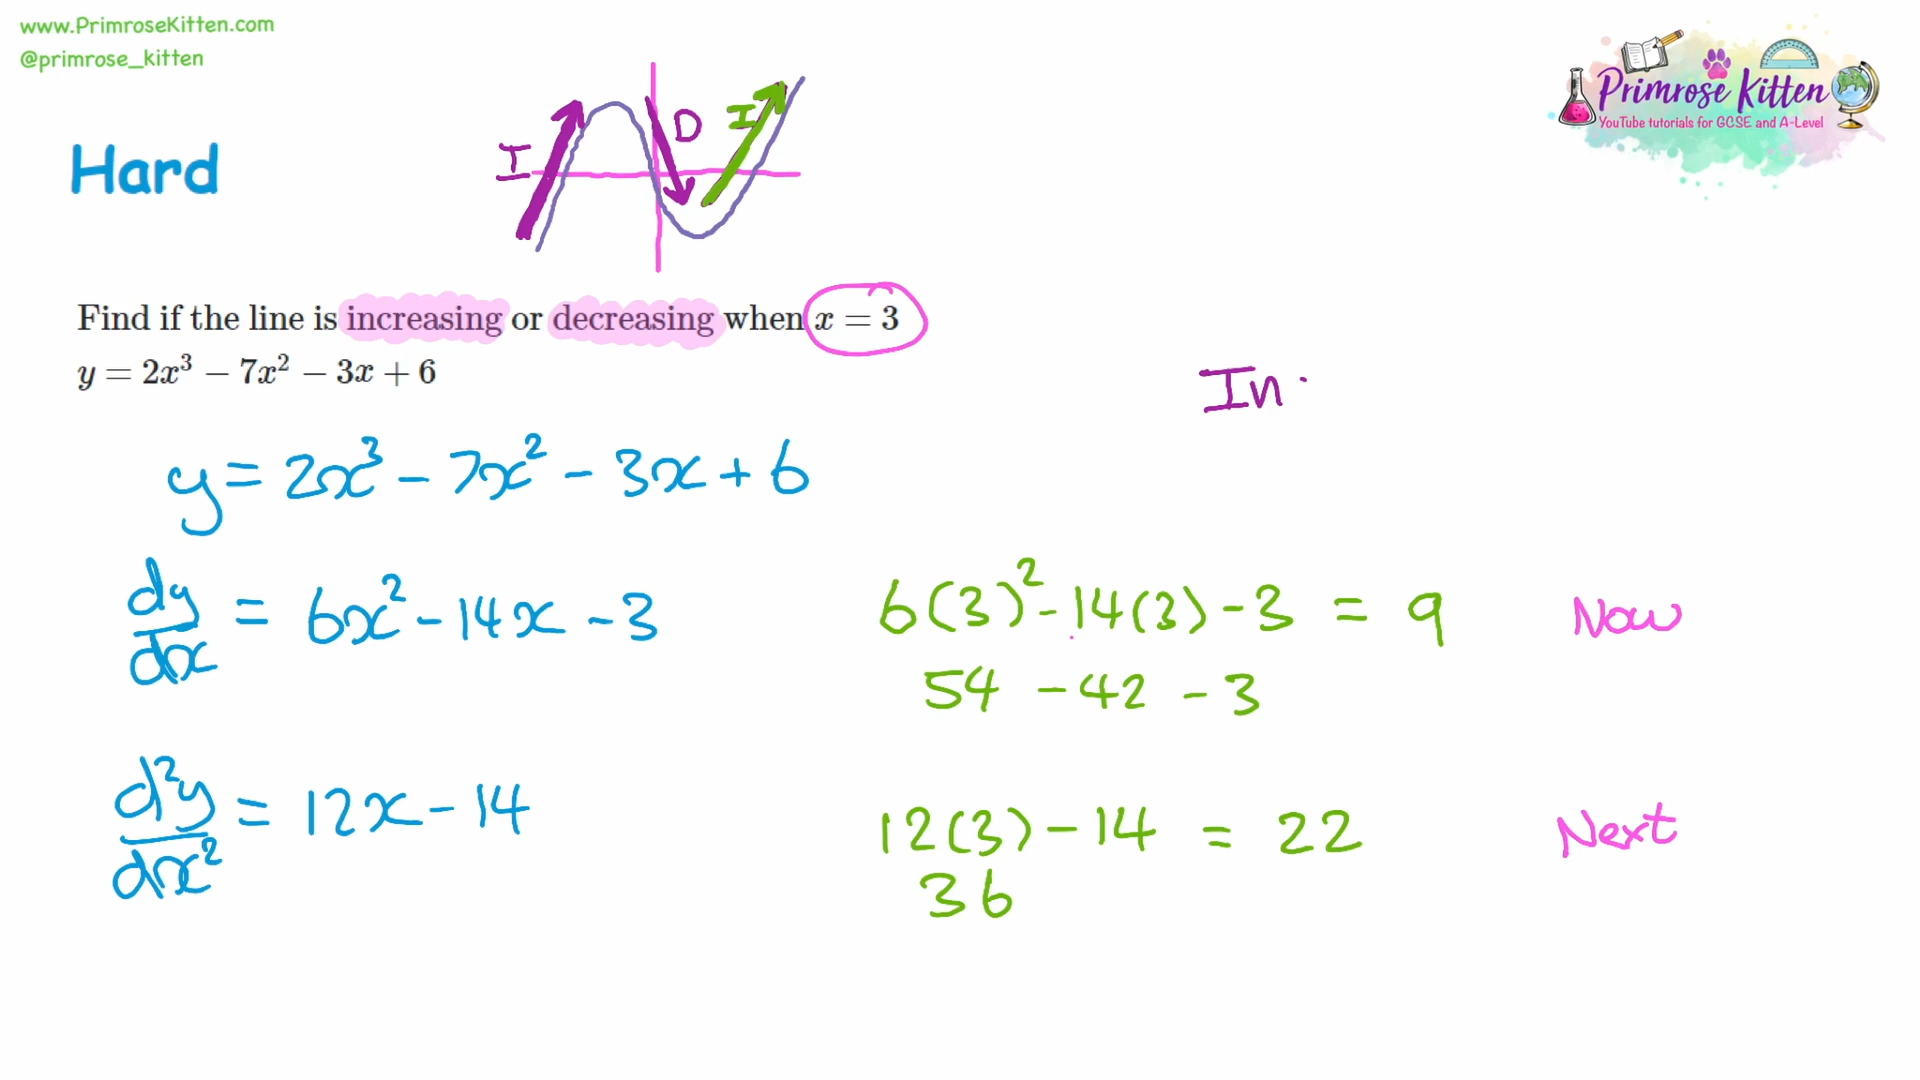 www.PrimroseKitten.com
@primrose_kitten
Primrose Kitten
YouTube tutorials for GCSE and A-Level
Hard
I
D
I
Find if the line is increasing or decreasing when x = 3
y = 2x³ − 7x² − 3x + 6
In
y = 2x³ - 7x² - 3x + 6
dy/dx = 6x² - 14x - 3
6(3)² - 14(3) - 3 = 9 Now
54 - 42 - 3
d²y/dx² = 12x - 14
12(3) - 14 = 22 Next
36